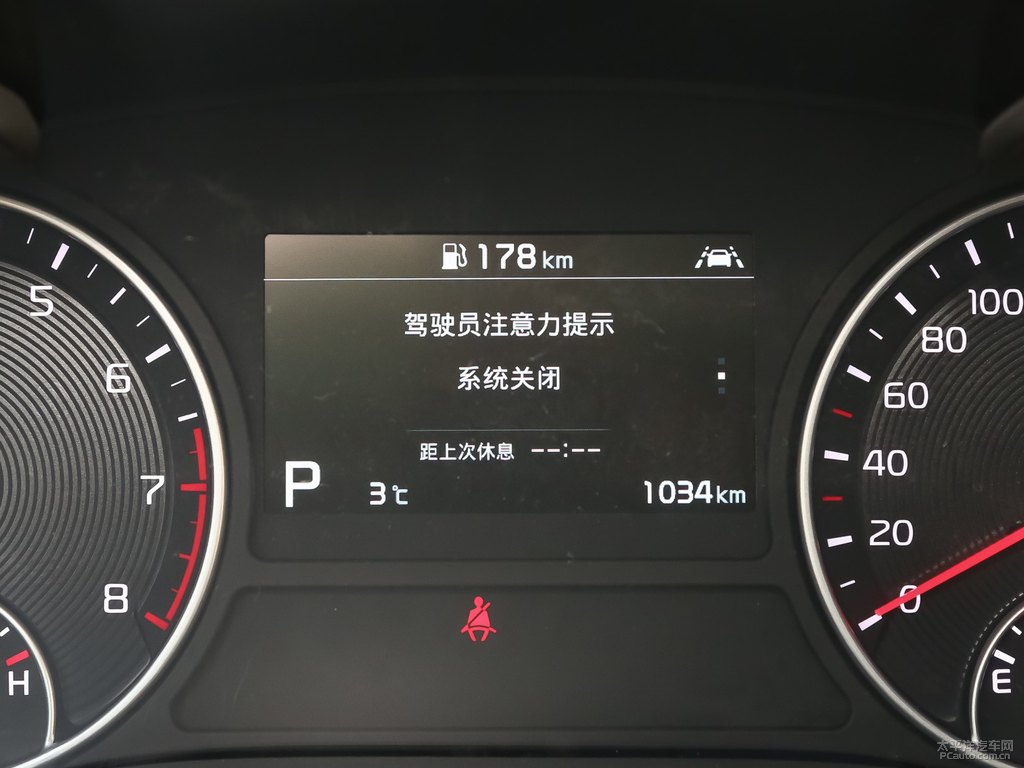 178 km
驾驶员注意力提示
系统关闭
距上次休息 --:--
P 3℃ 1034km
5
6
7
8
H
100
80
60
40
20
0
E
太平洋汽车网
PCauto.com.cn